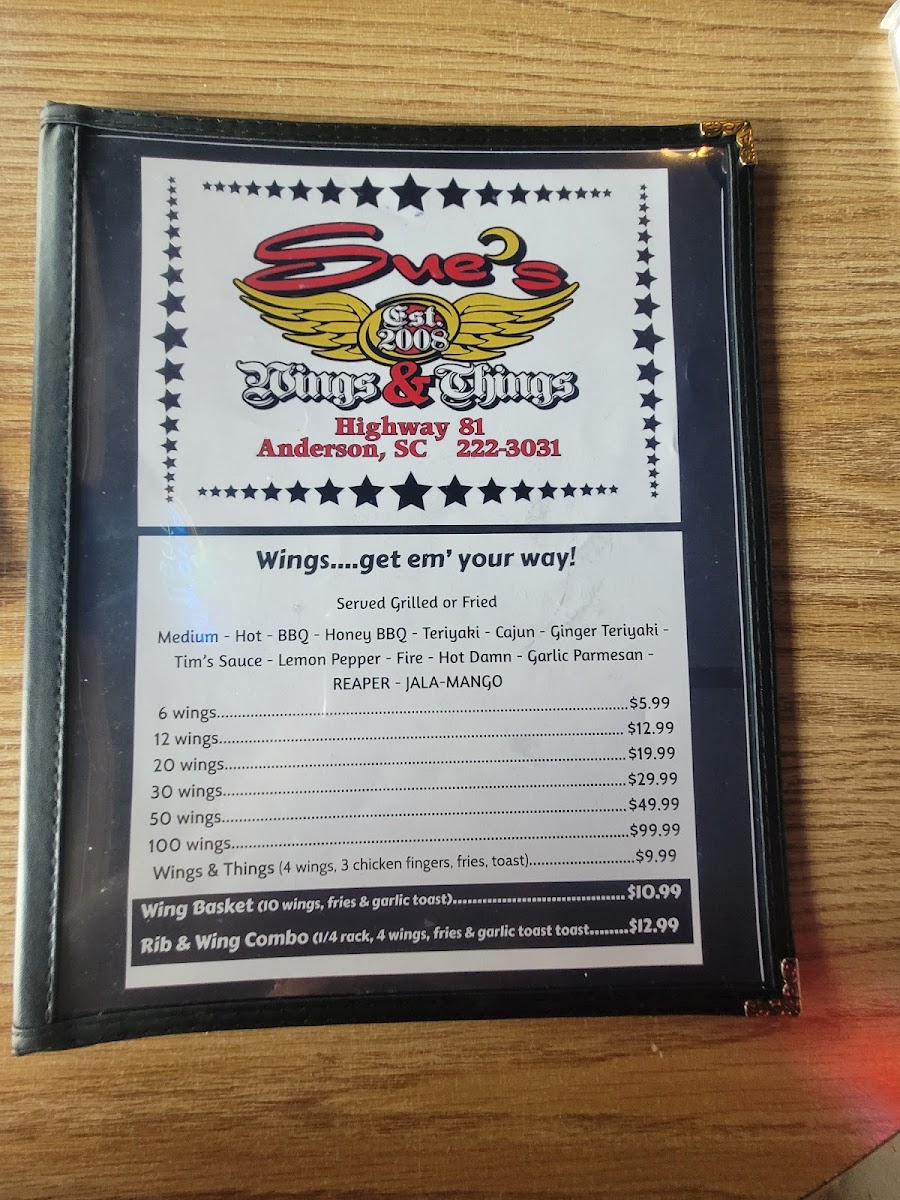 Sue's
Est.
2008
Wings & Things
Highway 81
Anderson, SC 222-3031
Wings....get em' your way!
Served Grilled or Fried
Medium - Hot - BBQ - Honey BBQ - Teriyaki - Cajun - Ginger Teriyaki -
Tim's Sauce - Lemon Pepper - Fire - Hot Damn - Garlic Parmesan -
REAPER - JALA-MANGO
6 wings..........$5.99
12 wings..........$12.99
20 wings..........$19.99
30 wings..........$29.99
50 wings..........$49.99
100 wings..........$99.99
Wings & Things (4 wings, 3 chicken fingers, fries, toast)..........$9.99
Wing Basket (10 wings, fries & garlic toast)..........$10.99
Rib & Wing Combo (1/4 rack, 4 wings, fries & garlic toast toast........$12.99